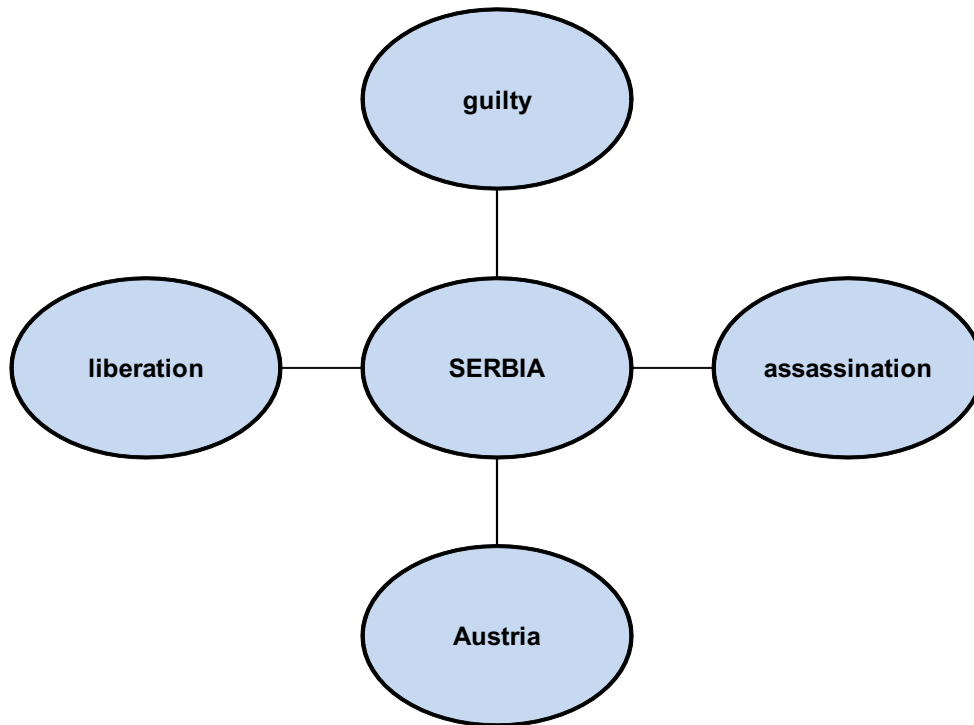 guilty
liberation
SERBIA
assassination
Austria